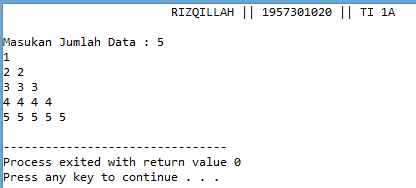 RIZQILLAH || 1957301020 || TI 1A
Masukan Jumlah Data : 5
1
2 2
3 3 3
4 4 4 4
5 5 5 5 5
--------------------------------
Process exited with return value 0
Press any key to continue . . .